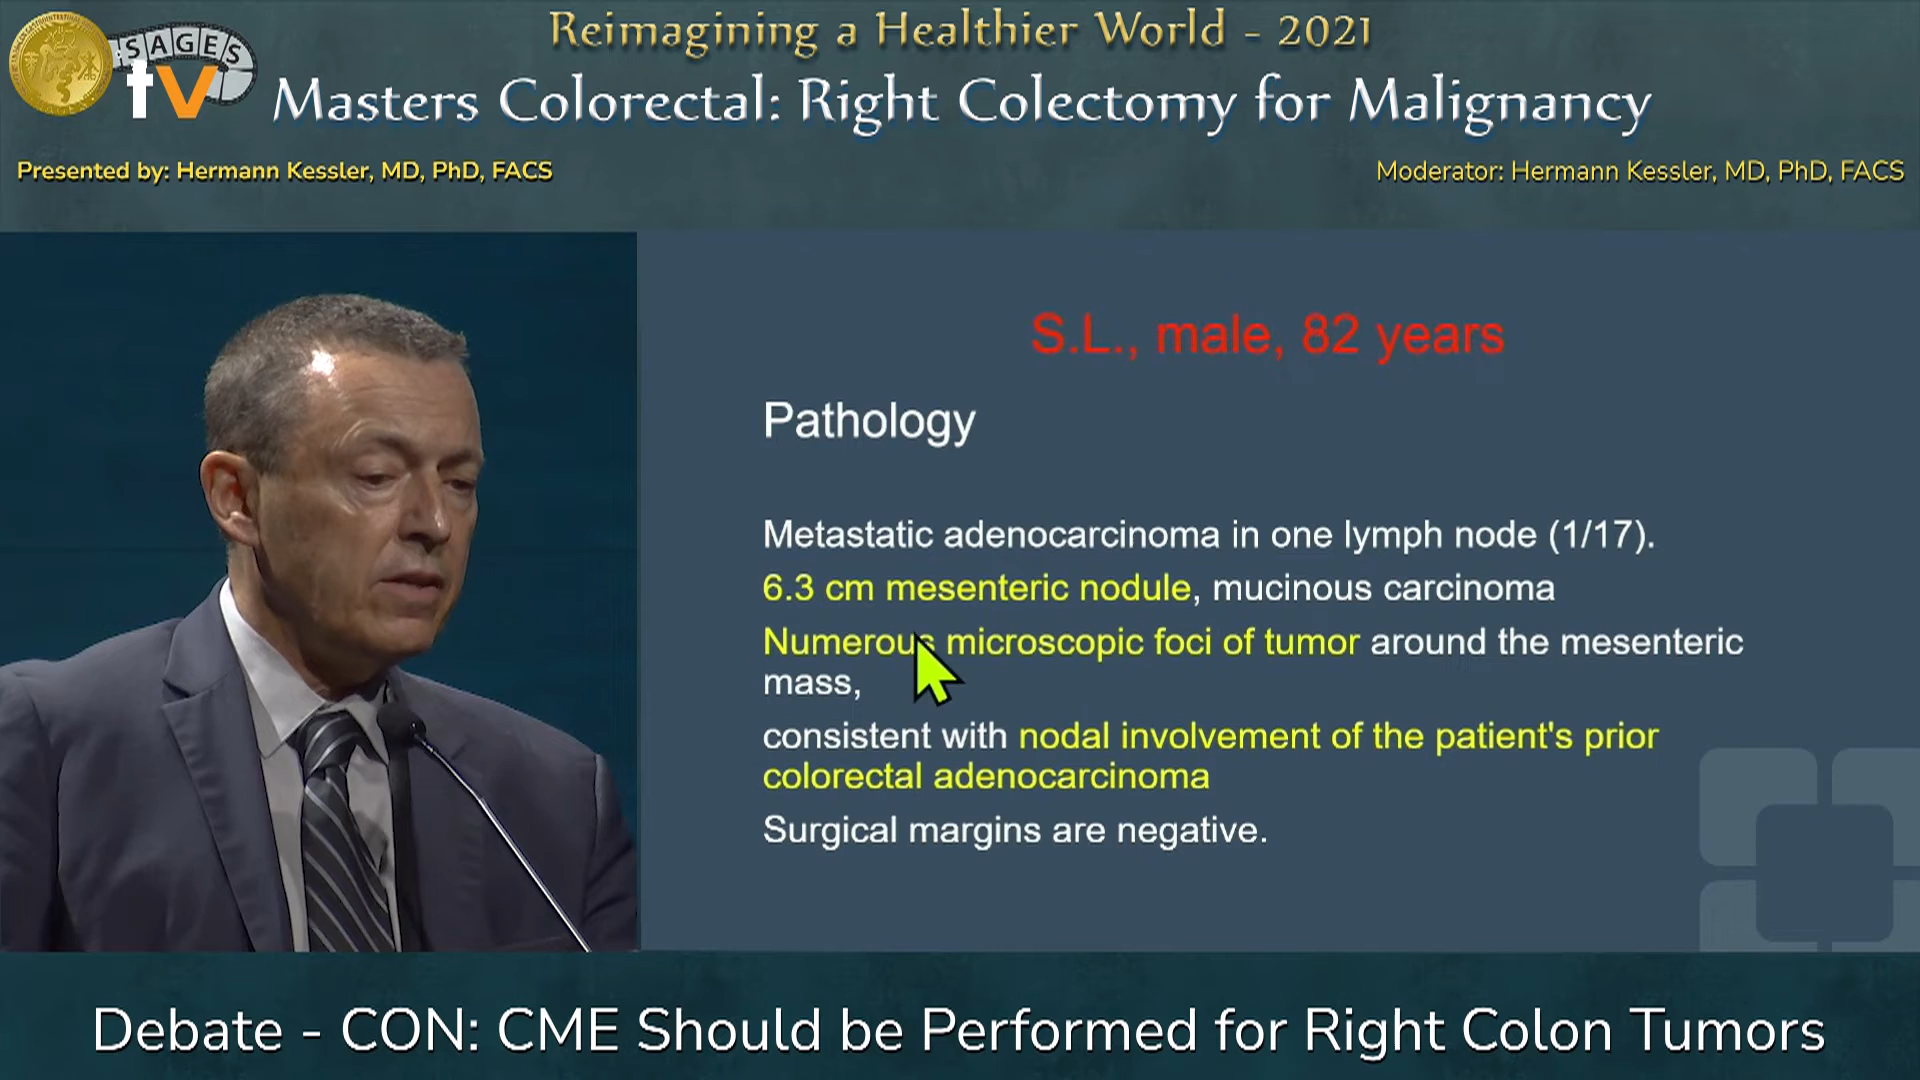 Reimagining a Healthier World - 2021
SAGES
tv
Masters Colorectal: Right Colectomy for Malignancy
Presented by: Hermann Kessler, MD, PhD, FACS
Moderator: Hermann Kessler, MD, PhD, FACS
S.L., male, 82 years
Pathology
Metastatic adenocarcinoma in one lymph node (1/17).
6.3 cm mesenteric nodule, mucinous carcinoma
Numerous microscopic foci of tumor around the mesenteric
mass,
consistent with nodal involvement of the patient's prior
colorectal adenocarcinoma
Surgical margins are negative.
Debate - CON: CME Should be Performed for Right Colon Tumors